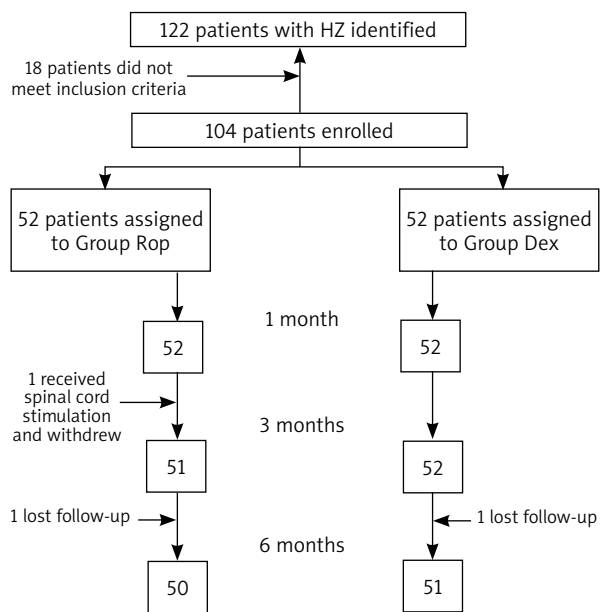 122 patients with HZ identified
18 patients did not
meet inclusion criteria
104 patients enrolled
52 patients assigned
to Group Rop
52 patients assigned
to Group Dex
1 month
52
52
1 received
spinal cord
stimulation
and withdrew
3 months
51
52
1 lost follow-up
1 lost follow-up
6 months
50
51